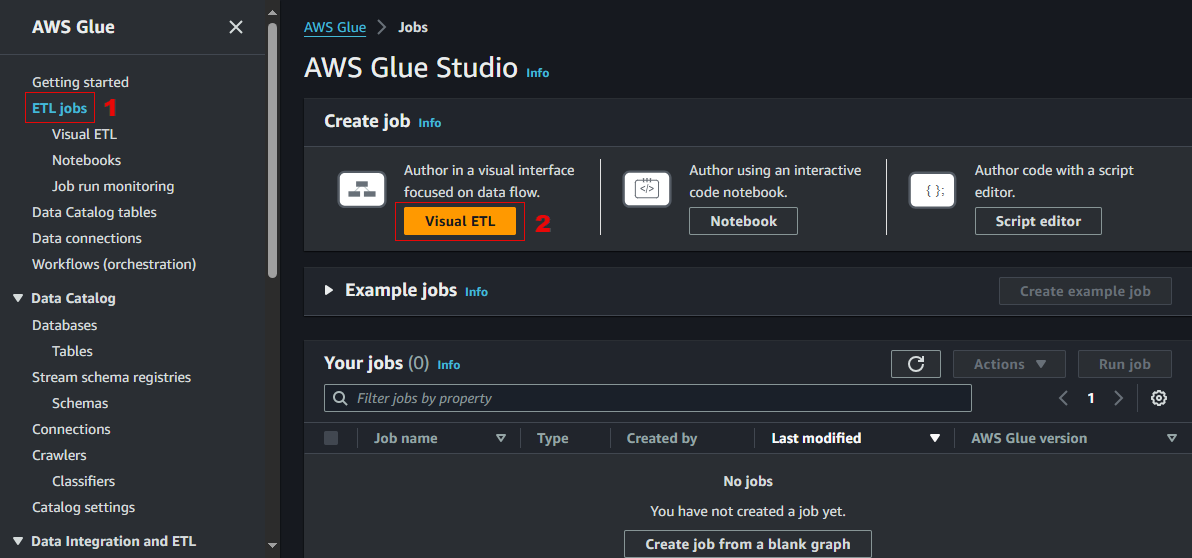 AWS Glue
Getting started
ETL jobs 1
Visual ETL
Notebooks
Job run monitoring
Data Catalog tables
Data connections
Workflows (orchestration)
Data Catalog
Databases
Tables
Stream schema registries
Schemas
Connections
Crawlers
Classifiers
Catalog settings
Data Integration and ETL
AWS Glue > Jobs
AWS Glue Studio Info
Create job Info
Author in a visual interface
focused on data flow.
Visual ETL 2
Author using an interactive
code notebook.
Notebook
{ };
Author code with a script
editor.
Script editor
Example jobs Info
Create example job
Your jobs (0) Info
Actions
Run job
Filter jobs by property
1
Job name Type Created by Last modified AWS Glue version
No jobs
You have not created a job yet.
Create job from a blank graph